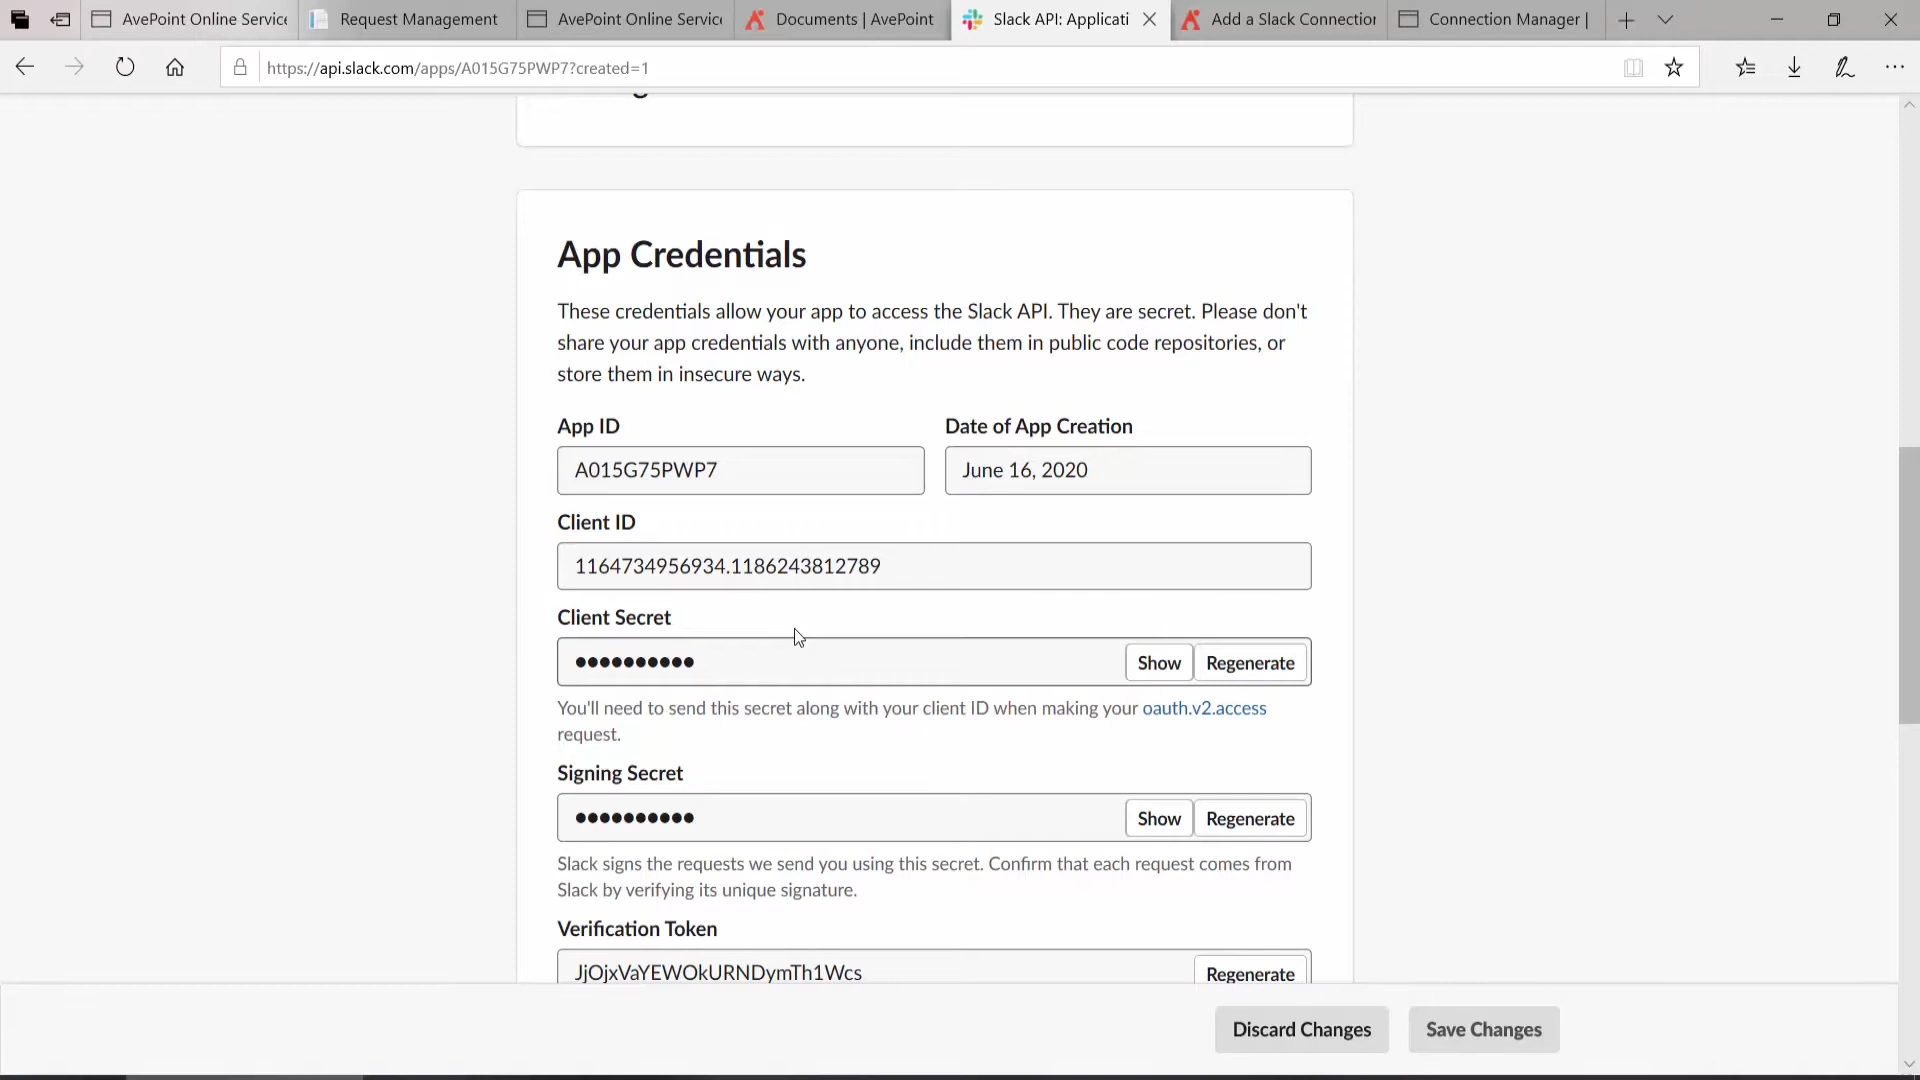 AvePoint Online Service
Request Management
AvePoint Online Service
Documents | AvePoint
Slack API: Applicati
Add a Slack Connection
Connection Manager |
https://api.slack.com/apps/A015G75PWP7?created=1
App Credentials
These credentials allow your app to access the Slack API. They are secret. Please don't
share your app credentials with anyone, include them in public code repositories, or
store them in insecure ways.
App ID
Date of App Creation
A015G75PWP7
June 16, 2020
Client ID
1164734956934.1186243812789
Client Secret
●●●●●●●●●●
Show
Regenerate
You'll need to send this secret along with your client ID when making your oauth.v2.access
request.
Signing Secret
●●●●●●●●●●
Show
Regenerate
Slack signs the requests we send you using this secret. Confirm that each request comes from
Slack by verifying its unique signature.
Verification Token
JjOjxVaYEWOkURNDymTh1Wcs
Regenerate
Discard Changes
Save Changes